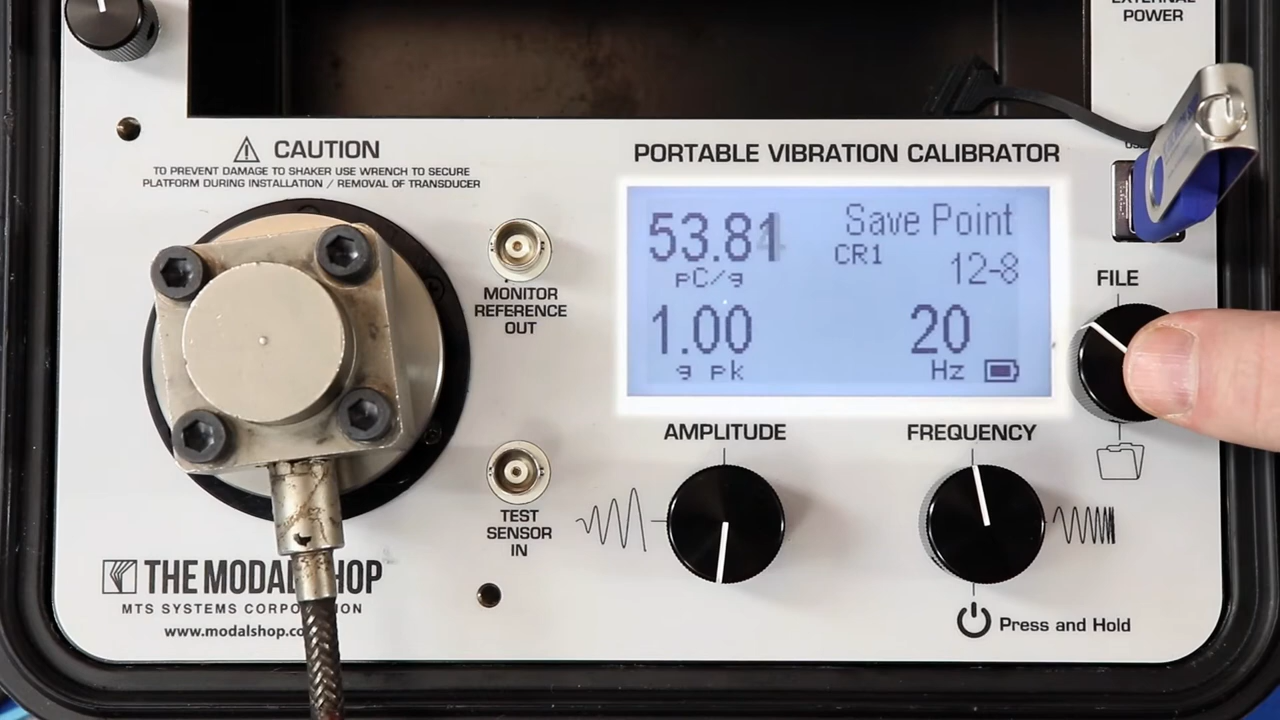 EXTERNAL
POWER
CAUTION
TO PREVENT DAMAGE TO SHAKER USE WRENCH TO SECURE
PLATFORM DURING INSTALLATION / REMOVAL OF TRANSDUCER
PORTABLE VIBRATION CALIBRATOR
53.81
pC/g
Save Point
CR1
12-8
1.00
g pk
20
Hz
MONITOR
REFERENCE
OUT
FILE
AMPLITUDE
FREQUENCY
TEST
SENSOR
IN
THE MODAL SHOP
MTS SYSTEMS CORPORATION
www.modalshop.co
Press and Hold